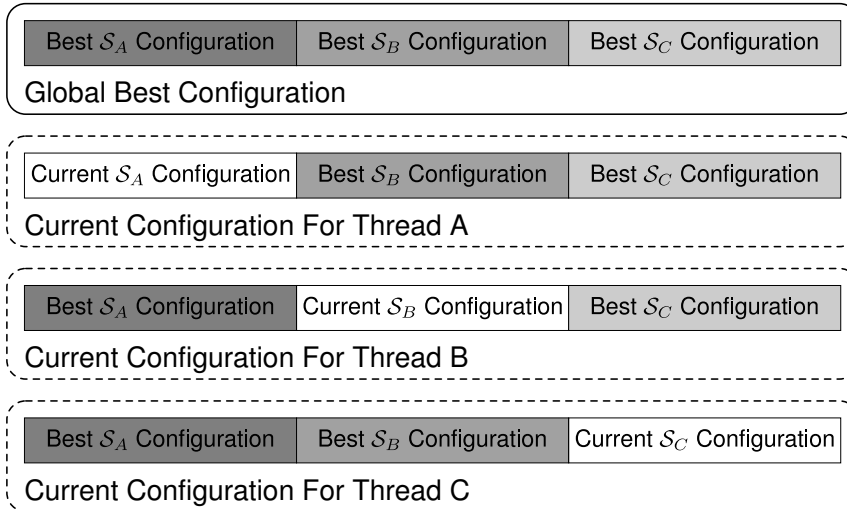 Best S_A Configuration Best S_B Configuration Best S_C Configuration
Global Best Configuration
Current S_A Configuration Best S_B Configuration Best S_C Configuration
Current Configuration For Thread A
Best S_A Configuration Current S_B Configuration Best S_C Configuration
Current Configuration For Thread B
Best S_A Configuration Best S_B Configuration Current S_C Configuration
Current Configuration For Thread C